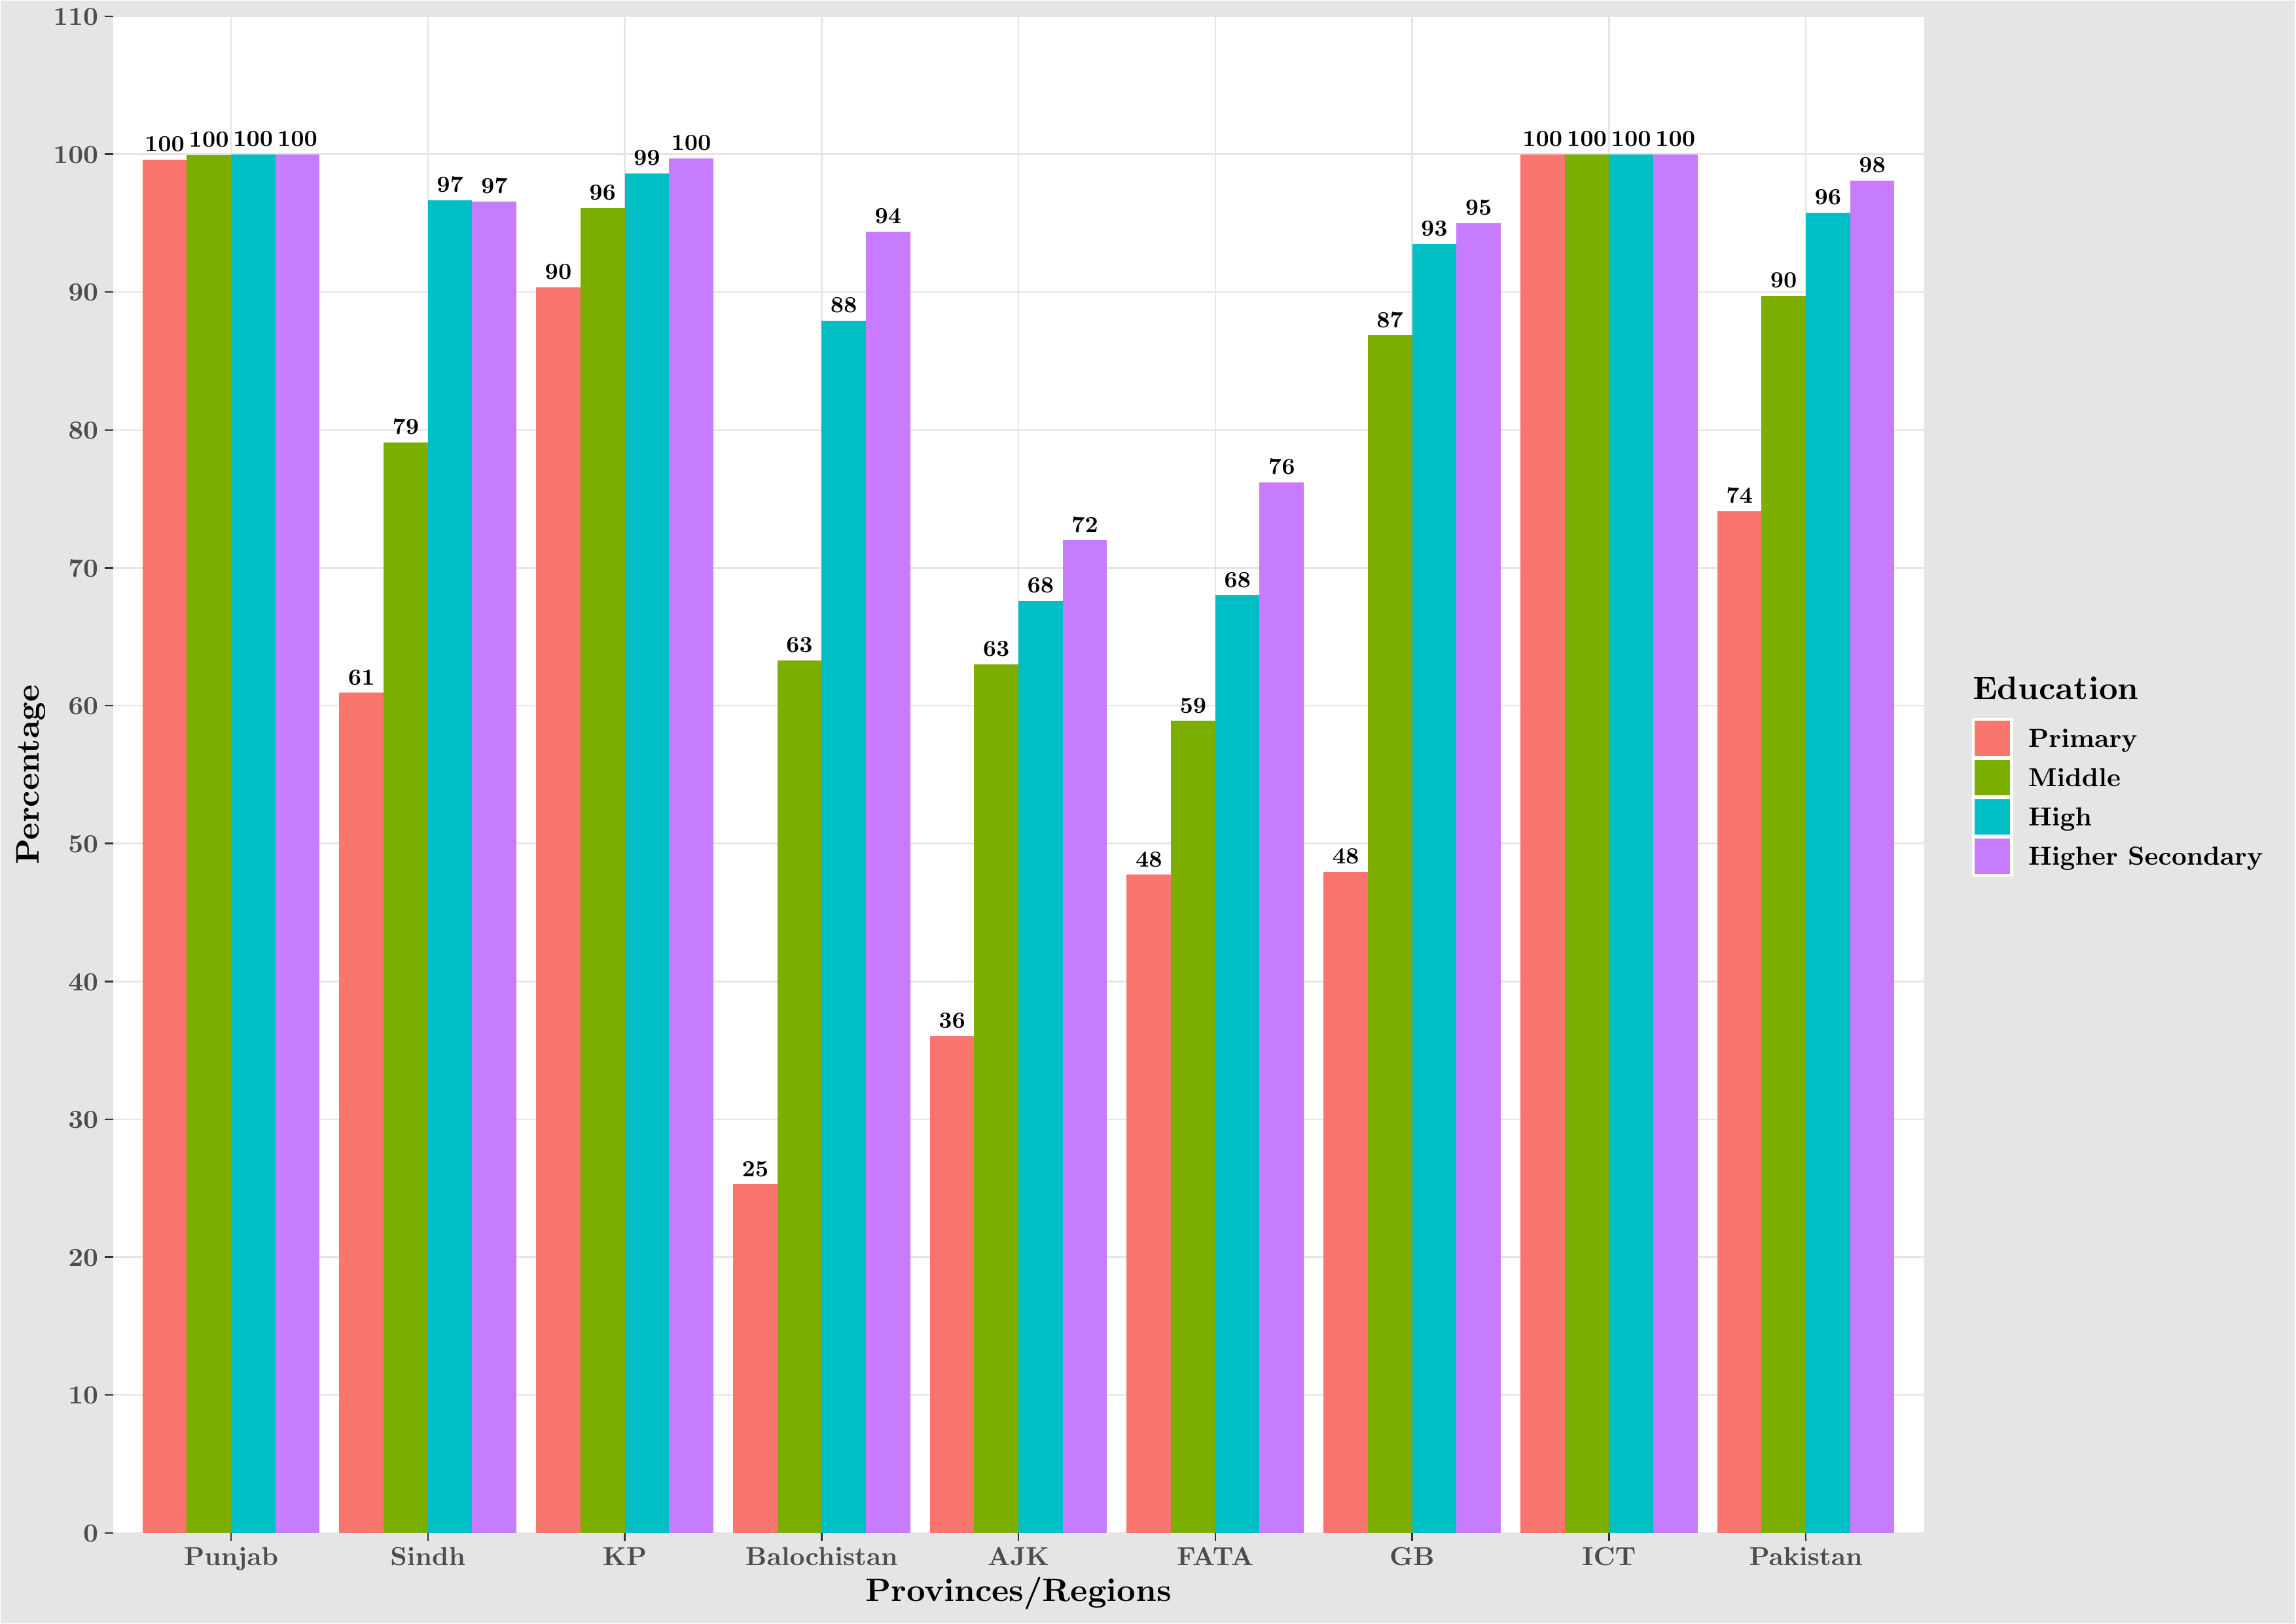 110
100
90
80
70
60
50
40
30
20
10
0
Percentage
100 100 100 100
61 79 97 97
90 96 99 100
25 63 88 94
36 63 68 72
48 59 68 76
48 87 93 95
100 100 100 100
74 90 96 98
Punjab Sindh KP Balochistan AJK FATA GB ICT Pakistan
Provinces/Regions
Education
Primary
Middle
High
Higher Secondary